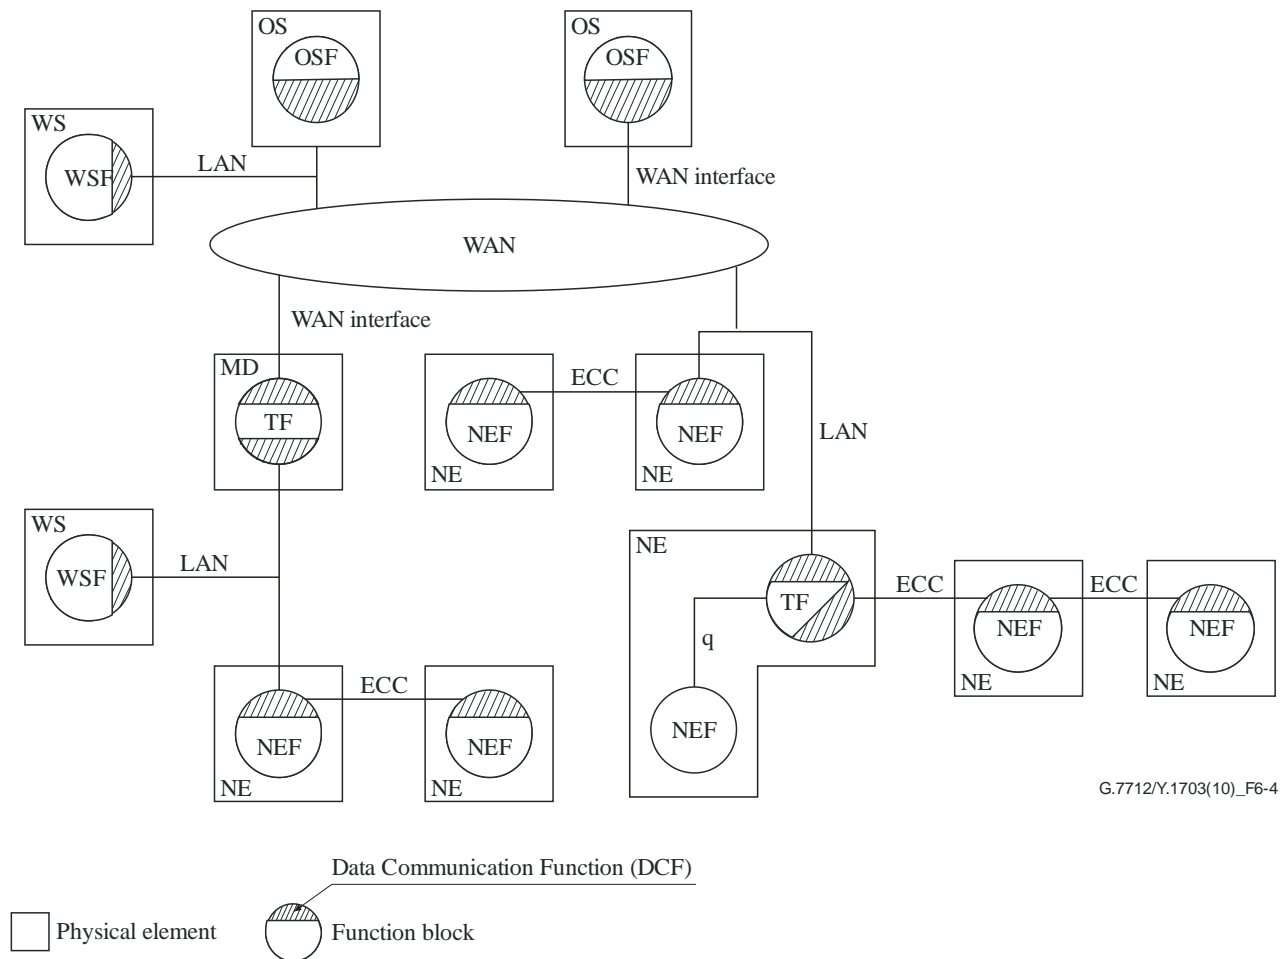 OS
OSF
OS
OSF
WS
WSF
LAN
WAN interface
WAN
WAN interface
MD
TF
NEF
NE
ECC
NEF
NE
LAN
WS
WSF
LAN
NE
TF
q
NEF
ECC
NEF
NE
ECC
NEF
NE
NEF
NE
ECC
NEF
NE
G.7712/Y.1703(10)_F6-4
Data Communication Function (DCF)
Physical element
Function block